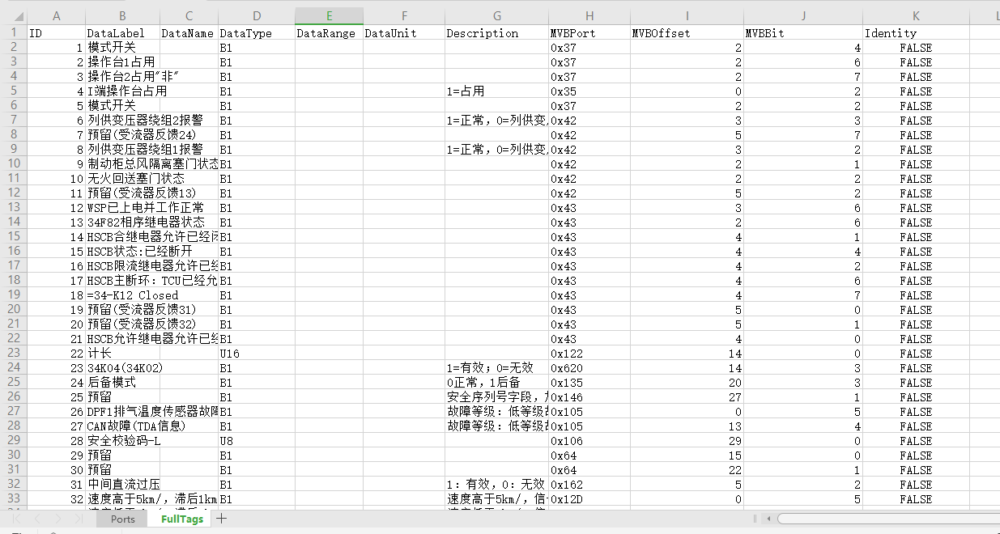 A B C D E F G H I J K
1 ID DataLabel DataName DataType DataRange DataUnit Description MVBPort MVBOffset MVBBit Identity
2 1 模式开关 B1 0x37 2 4 FALSE
3 2 操作台1占用 B1 0x37 2 6 FALSE
4 3 操作台2占用"非" B1 0x37 2 7 FALSE
5 4 I端操作台占用 B1 1=占用 0x35 0 2 FALSE
6 5 模式开关 B1 0x37 2 2 FALSE
7 6 列供变压器绕组2报警 B1 1=正常，0=列供变 0x42 3 3 FALSE
8 7 预留(受流器反馈24) B1 0x42 5 7 FALSE
9 8 列供变压器绕组1报警 B1 1=正常，0=列供变 0x42 3 2 FALSE
10 9 制动柜总风隔离塞门状态 B1 0x42 2 1 FALSE
11 10 无火回送塞门状态 B1 0x42 2 2 FALSE
12 11 预留(受流器反馈13) B1 0x42 5 2 FALSE
13 12 WSP已上电并工作正常 B1 0x43 3 6 FALSE
14 13 34F82相序继电器状态 B1 0x43 2 6 FALSE
15 14 HSCB合继电器允许已经闭 B1 0x43 4 1 FALSE
16 15 HSCB状态:已经断开 B1 0x43 4 4 FALSE
17 16 HSCB限流继电器允许已经 B1 0x43 4 2 FALSE
18 17 HSCB主断环：TCU已经允 B1 0x43 4 6 FALSE
19 18 =34-K12 Closed B1 0x43 4 7 FALSE
20 19 预留(受流器反馈31) B1 0x43 5 0 FALSE
21 20 预留(受流器反馈32) B1 0x43 5 1 FALSE
22 21 HSCB允许继电器允许已经 B1 0x43 4 0 FALSE
23 22 计长 U16 0x122 14 0 FALSE
24 23 34K04(34K02) B1 1=有效；0=无效 0x620 14 3 FALSE
25 24 后备模式 B1 0正常，1后备 0x135 20 3 FALSE
26 25 预留 B1 安全序列号字段， 0x146 27 1 FALSE
27 26 DPF1排气温度传感器故障 B1 故障等级：低等级 0x105 0 5 FALSE
28 27 CAN故障(TDA信息) B1 故障等级：低等级 0x105 13 4 FALSE
29 28 安全校验码-L U8 0x106 29 0 FALSE
30 29 预留 B1 0x64 15 0 FALSE
31 30 预留 B1 0x64 22 1 FALSE
32 31 中间直流过压 B1 1：有效，0：无效 0x162 5 2 FALSE
33 32 速度高于5km/，滞后1km B1 速度高于5km/，信 0x12D 0 5 FALSE
Ports FullTags